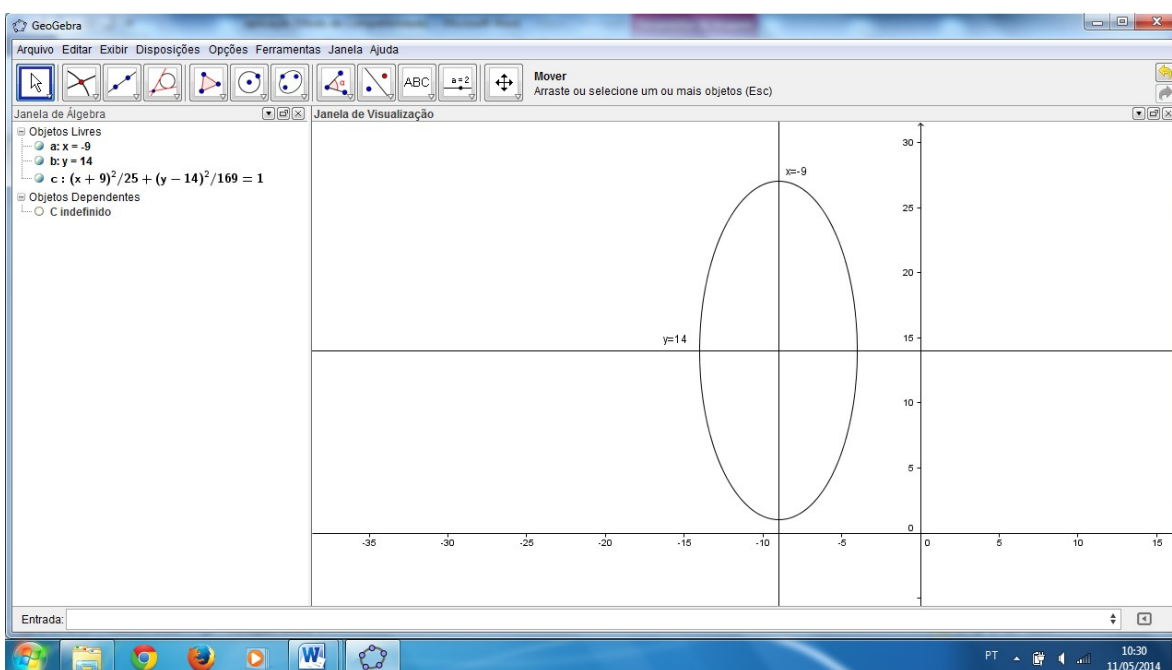 GeoGebra
Arquivo Editar Exibir Disposições Opções Ferramentas Janela Ajuda
ABC
a=2
Mover
Arraste ou selecione um ou mais objetos (Esc)
Janela de Álgebra
Janela de Visualização
Objetos Livres
a: x = -9
b: y = 14
c : (x + 9)²/25 + (y − 14)²/169 = 1
Objetos Dependentes
C indefinido
x=-9
y=14
30
25
20
15
10
5
0
-35 -30 -25 -20 -15 -10 -5 0 5 10 15
Entrada:
PT
10:30
11/05/2014